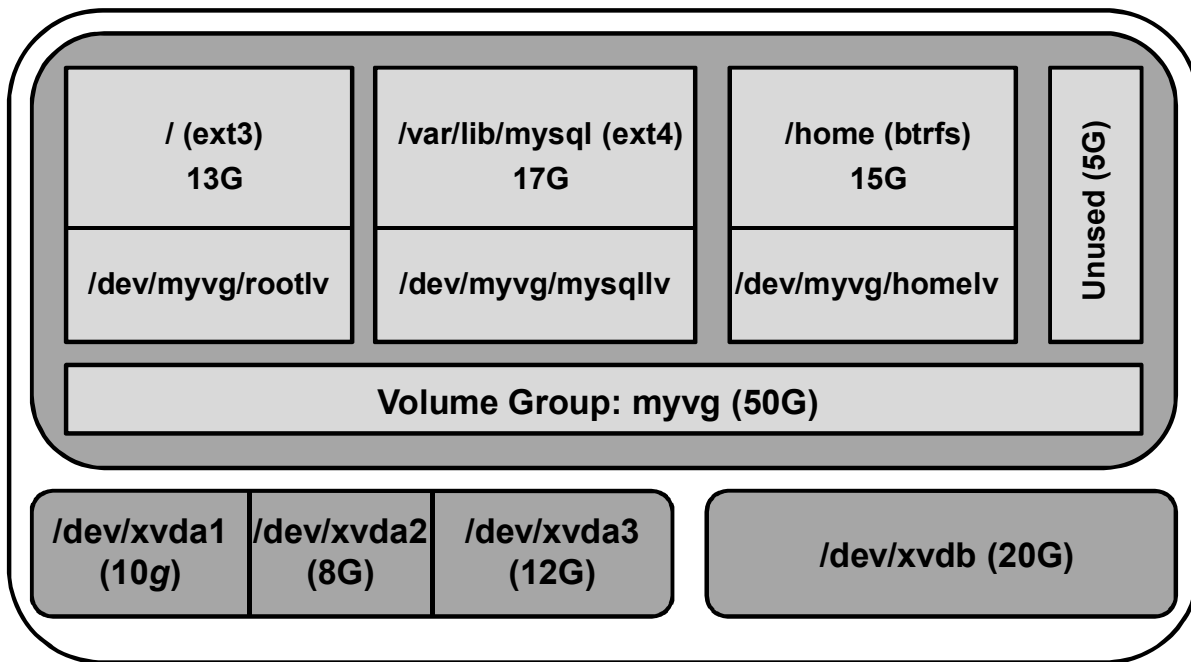 / (ext3)
13G
/dev/myvg/rootlv
/var/lib/mysql (ext4)
17G
/dev/myvg/mysqllv
/home (btrfs)
15G
/dev/myvg/homelv
Unused (5G)
Volume Group: myvg (50G)
/dev/xvda1
(10g)
/dev/xvda2
(8G)
/dev/xvda3
(12G)
/dev/xvdb (20G)